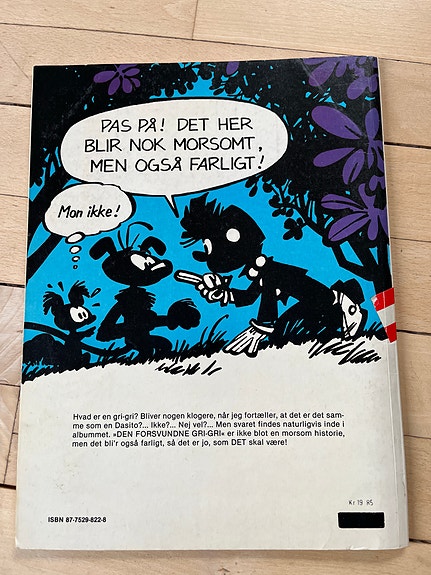 PAS PÅ! DET HER
BLIR NOK MORSOMT,
MEN OGSÅ FARLIGT!
Mon ikke!
Hvad er en gri-gri? Bliver nogen klogere, når jeg fortæller, at det er det sam-
me som en Dasito?... Ikke?... Nej vel?... Men svaret findes naturligvis inde i
albummet. »DEN FORSVUNDNE GRI-GRI« er ikke blot en morsom historie,
men det bli'r også farligt, så det er jo, som DET skal være!
Kr. 19 85
ISBN 87-7529-822-8